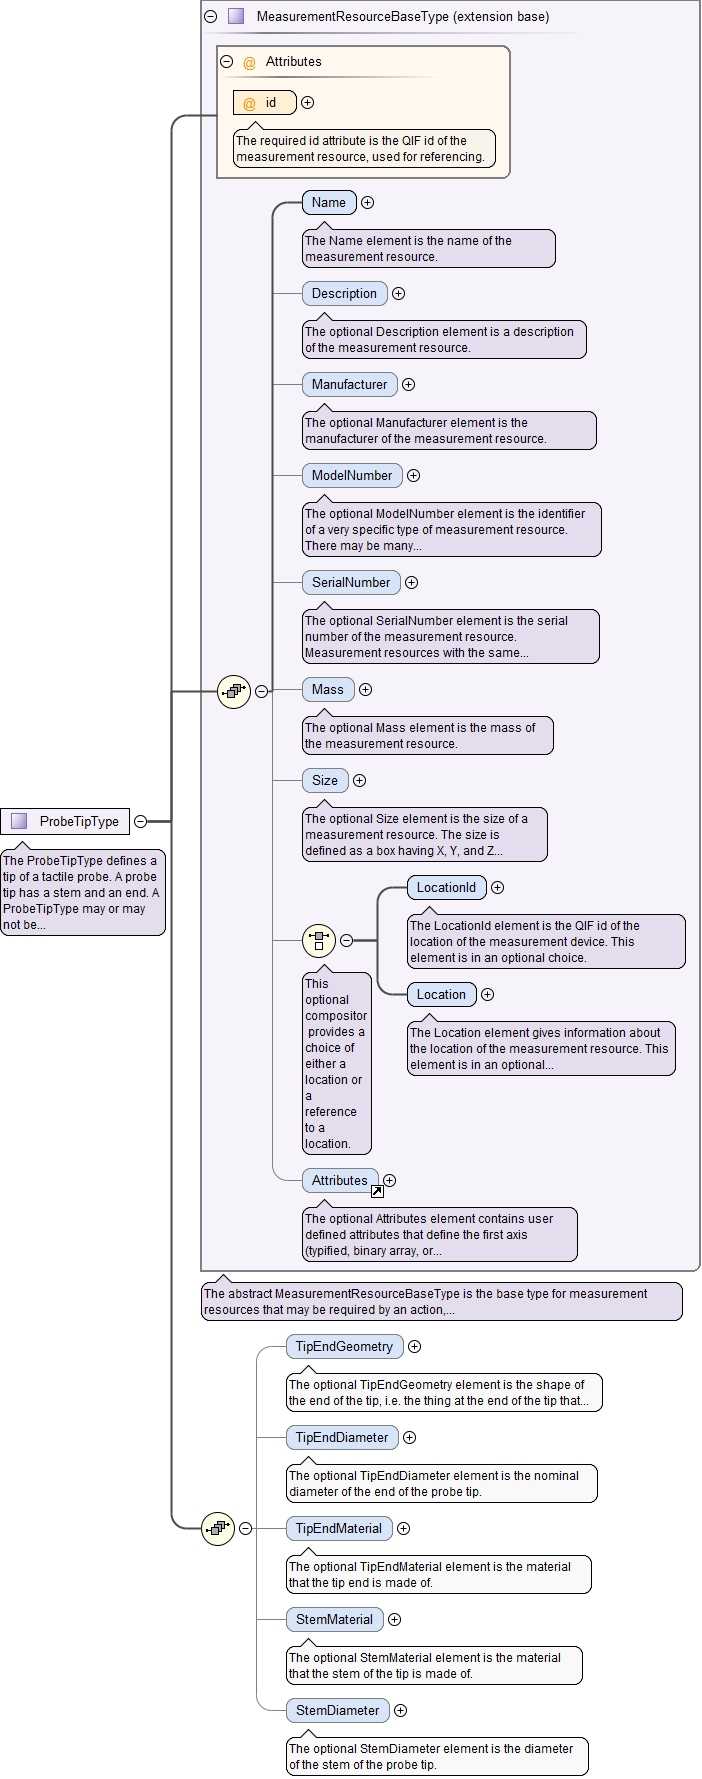 MeasurementResourceBaseType (extension base)
@ Attributes
@ id
The required id attribute is the QIF id of the
measurement resource, used for referencing.
Name
The Name element is the name of the
measurement resource.
Description
The optional Description element is a description
of the measurement resource.
Manufacturer
The optional Manufacturer element is the
manufacturer of the measurement resource.
ModelNumber
The optional ModelNumber element is the identifier
of a very specific type of measurement resource.
There may be many...
SerialNumber
The optional SerialNumber element is the serial
number of the measurement resource.
Measurement resources with the same...
Mass
The optional Mass element is the mass of
the measurement resource.
Size
The optional Size element is the size of a
measurement resource. The size is
defined as a box having X, Y, and Z...
ProbeTipType
The ProbeTipType defines a
tip of a tactile probe. A probe
tip has a stem and an end. A
ProbeTipType may or may
not be...
LocationId
The LocationId element is the QIF id of the
location of the measurement device. This
element is in an optional choice.
Location
The Location element gives information about
the location of the measurement resource. This
element is in an optional...
This
optional
compositor
provides a
choice of
either a
location or
a
reference
to a
location.
Attributes
The optional Attributes element contains user
defined attributes that define the first axis
(typified, binary array, or...
The abstract MeasurementResourceBaseType is the base type for measurement
resources that may be required by an action,...
TipEndGeometry
The optional TipEndGeometry element is the shape of
the end of the tip, i.e. the thing at the end of the tip that...
TipEndDiameter
The optional TipEndDiameter element is the nominal
diameter of the end of the probe tip.
TipEndMaterial
The optional TipEndMaterial element is the material
that the tip end is made of.
StemMaterial
The optional StemMaterial element is the material
that the stem of the tip is made of.
StemDiameter
The optional StemDiameter element is the diameter
of the stem of the probe tip.